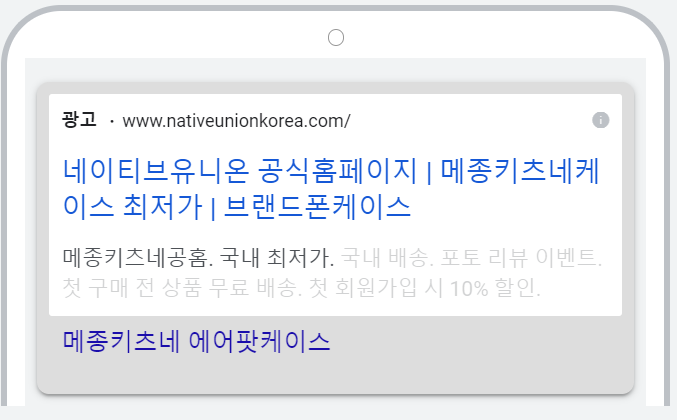 광고 · www.nativeunionkorea.com/
네이티브유니온 공식홈페이지 | 메종키츠네케
이스 최저가 | 브랜드폰케이스
메종키츠네공홈. 국내 최저가. 국내 배송. 포토 리뷰 이벤트.
첫 구매 전 상품 무료 배송. 첫 회원가입 시 10% 할인.
메종키츠네 에어팟케이스